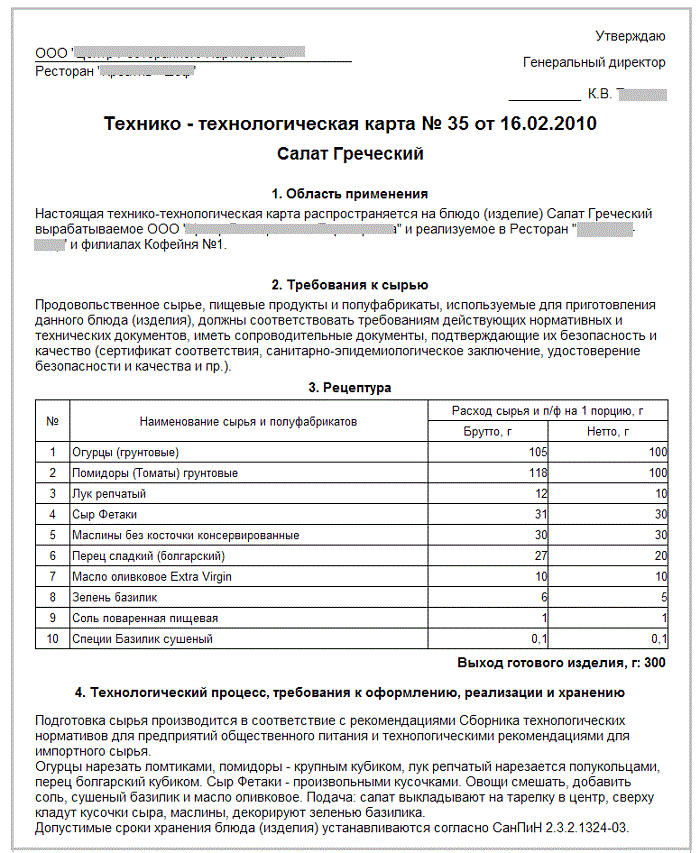 Утверждаю
ООО "
Генеральный директор
Ресторан "
К.В.
Технико - технологическая карта № 35 от 16.02.2010
Салат Греческий
1. Область применения
Настоящая технико-технологическая карта распространяется на блюдо (изделие) Салат Греческий
вырабатываемое ООО " а" и реализуемое в Ресторан " -
" и филиалах Кофейня №1.
2. Требования к сырью
Продовольственное сырье, пищевые продукты и полуфабрикаты, используемые для приготовления
данного блюда (изделия), должны соответствовать требованиям действующих нормативных и
технических документов, иметь сопроводительные документы, подтверждающие их безопасность и
качество (сертификат соответствия, санитарно-эпидемиологическое заключение, удостоверение
безопасности и качества и пр.).
3. Рецептура
№ Наименование сырья и полуфабрикатов Расход сырья и п/ф на 1 порцию, г
Брутто, г Нетто, г
1 Огурцы (грунтовые) 105 100
2 Помидоры (Томаты) грунтовые 118 100
3 Лук репчатый 12 10
4 Сыр Фетаки 31 30
5 Маслины без косточки консервированные 30 30
6 Перец сладкий (болгарский) 27 20
7 Масло оливковое Extra Virgin 10 10
8 Зелень базилик 6 5
9 Соль поваренная пищевая 1 1
10 Специи Базилик сушеный 0,1 0,1
Выход готового изделия, г: 300
4. Технологический процесс, требования к оформлению, реализации и хранению
Подготовка сырья производится в соответствие с рекомендациями Сборника технологических
нормативов для предприятий общественного питания и технологическими рекомендациями для
импортного сырья.
Огурцы нарезать ломтиками, помидоры - крупным кубиком, лук репчатый нарезается полукольцами,
перец болгарский кубиком. Сыр Фетаки - произвольными кусочками. Овощи смешать, добавить
соль, сушеный базилик и масло оливковое. Подача: салат выкладывают на тарелку в центр, сверху
кладут кусочки сыра, маслины, декорируют зеленью базилика.
Допустимые сроки хранения блюда (изделия) устанавливаются согласно СанПиН 2.3.2.1324-03.